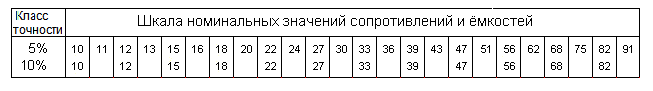 Класс точности
Шкала номинальных значений сопротивлений и ёмкостей
5% 10 11 12 13 15 16 18 20 22 24 27 30 33 36 39 43 47 51 56 62 68 75 82 91
10% 10 12 15 18 22 27 33 39 47 56 68 82